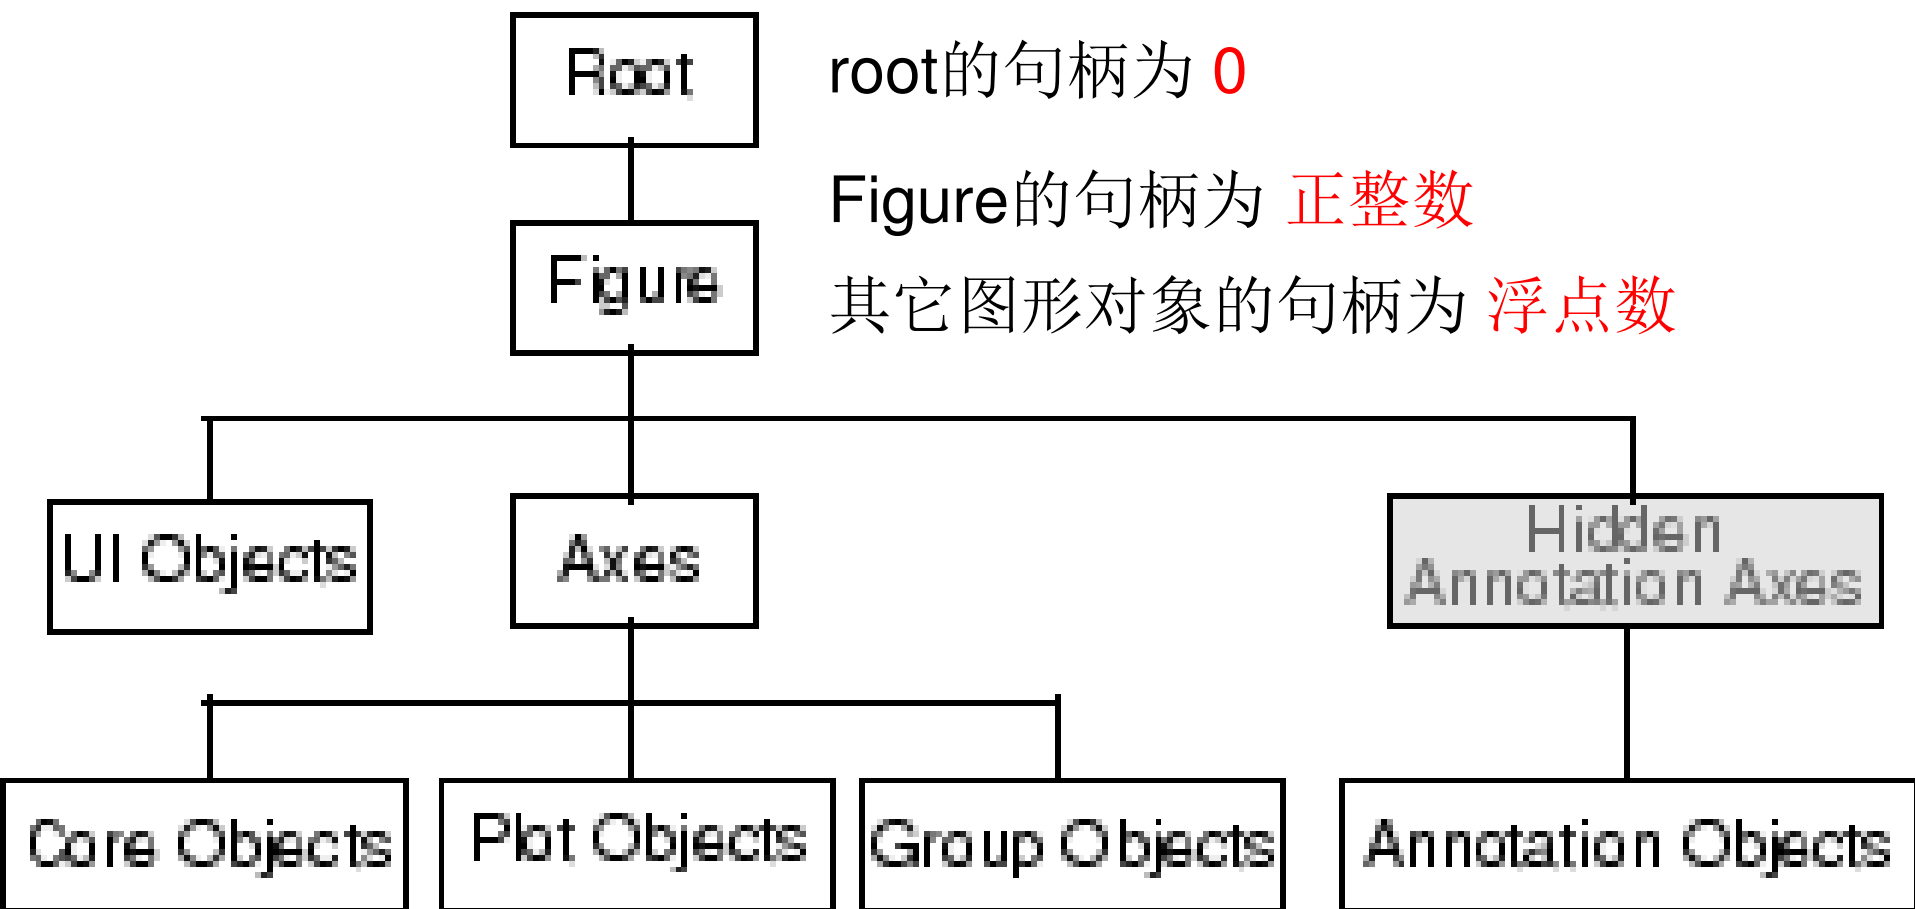 Root
root的句柄为 0
Figure的句柄为 正整数
Figure
其它图形对象的句柄为 浮点数
UI Objects
Axes
Hidden
Annotation Axes
Core Objects
Plot Objects
Group Objects
Annotation Objects